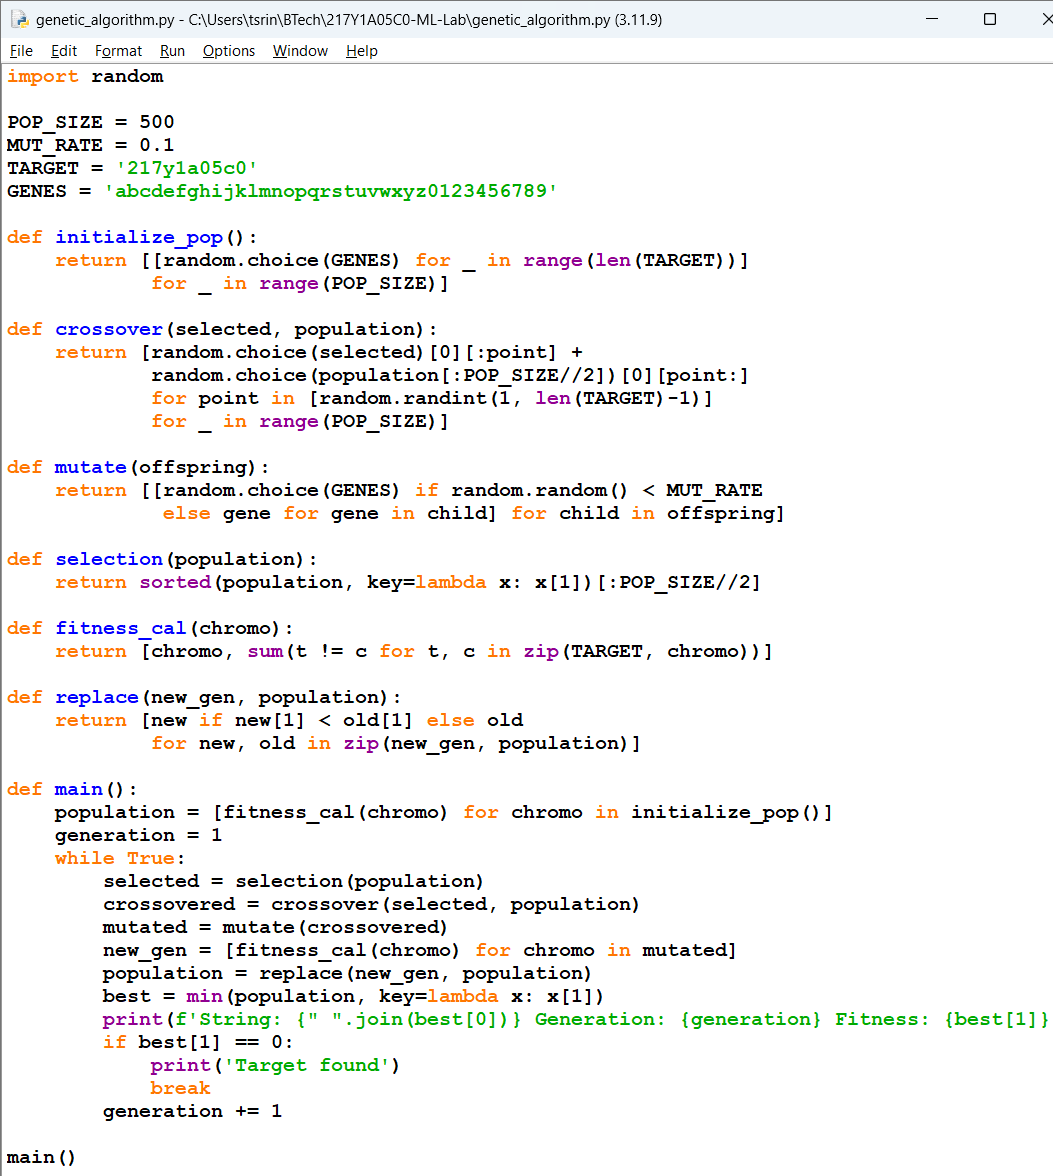 genetic_algorithm.py - C:\Users\tsrin\BTech\217Y1A05C0-ML-Lab\genetic_algorithm.py (3.11.9)
File Edit Format Run Options Window Help
import random

POP_SIZE = 500
MUT_RATE = 0.1
TARGET = '217y1a05c0'
GENES = 'abcdefghijklmnopqrstuvwxyz0123456789'

def initialize_pop():
    return [[random.choice(GENES) for _ in range(len(TARGET))]
            for _ in range(POP_SIZE)]

def crossover(selected, population):
    return [random.choice(selected)[0][:point] +
            random.choice(population[:POP_SIZE//2])[0][point:]
            for point in [random.randint(1, len(TARGET)-1)]
            for _ in range(POP_SIZE)]

def mutate(offspring):
    return [[random.choice(GENES) if random.random() < MUT_RATE
             else gene for gene in child] for child in offspring]

def selection(population):
    return sorted(population, key=lambda x: x[1])[:POP_SIZE//2]

def fitness_cal(chromo):
    return [chromo, sum(t != c for t, c in zip(TARGET, chromo))]

def replace(new_gen, population):
    return [new if new[1] < old[1] else old
            for new, old in zip(new_gen, population)]

def main():
    population = [fitness_cal(chromo) for chromo in initialize_pop()]
    generation = 1
    while True:
        selected = selection(population)
        crossovered = crossover(selected, population)
        mutated = mutate(crossovered)
        new_gen = [fitness_cal(chromo) for chromo in mutated]
        population = replace(new_gen, population)
        best = min(population, key=lambda x: x[1])
        print(f'String: {" ".join(best[0])} Generation: {generation} Fitness: {best[1]}
        if best[1] == 0:
            print('Target found')
            break
        generation += 1

main()